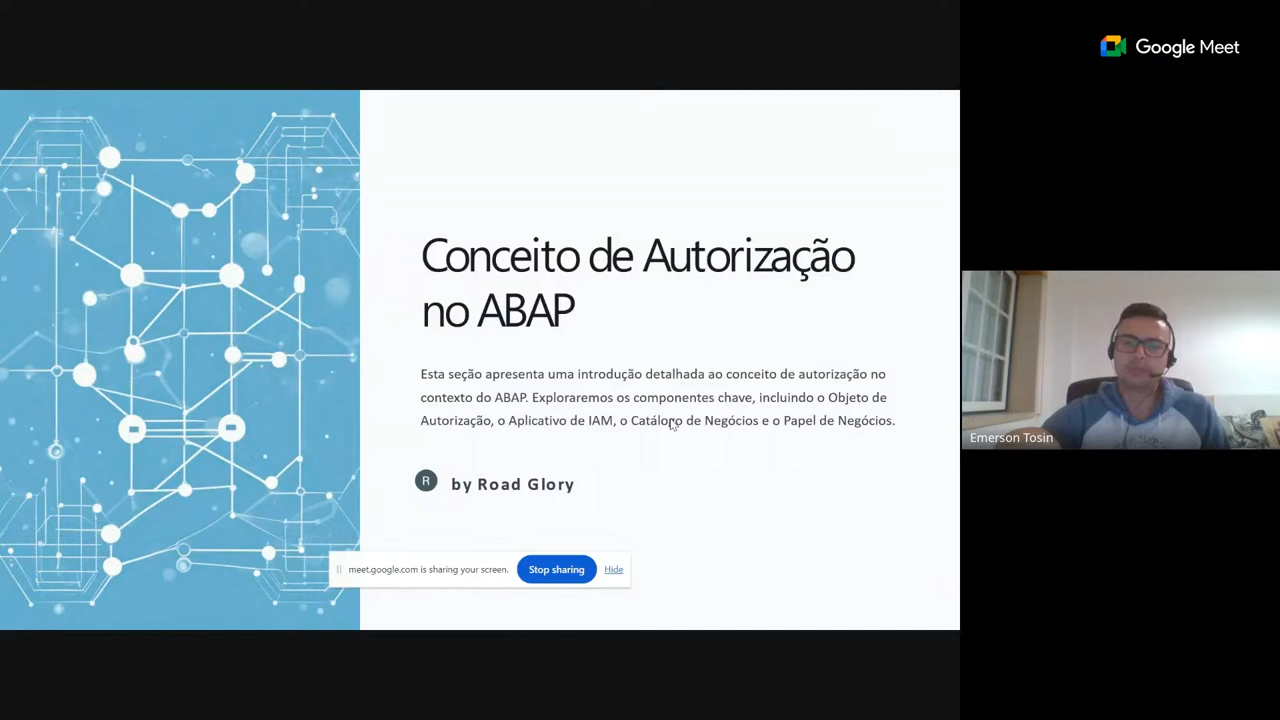 Google Meet
Conceito de Autorização
no ABAP
Esta seção apresenta uma introdução detalhada ao conceito de autorização no
contexto do ABAP. Exploraremos os componentes chave, incluindo o Objeto de
Autorização, o Aplicativo de IAM, o Catálogo de Negócios e o Papel de Negócios.
R by Road Glory
Emerson Tosin
meet.google.com is sharing your screen. Stop sharing Hide